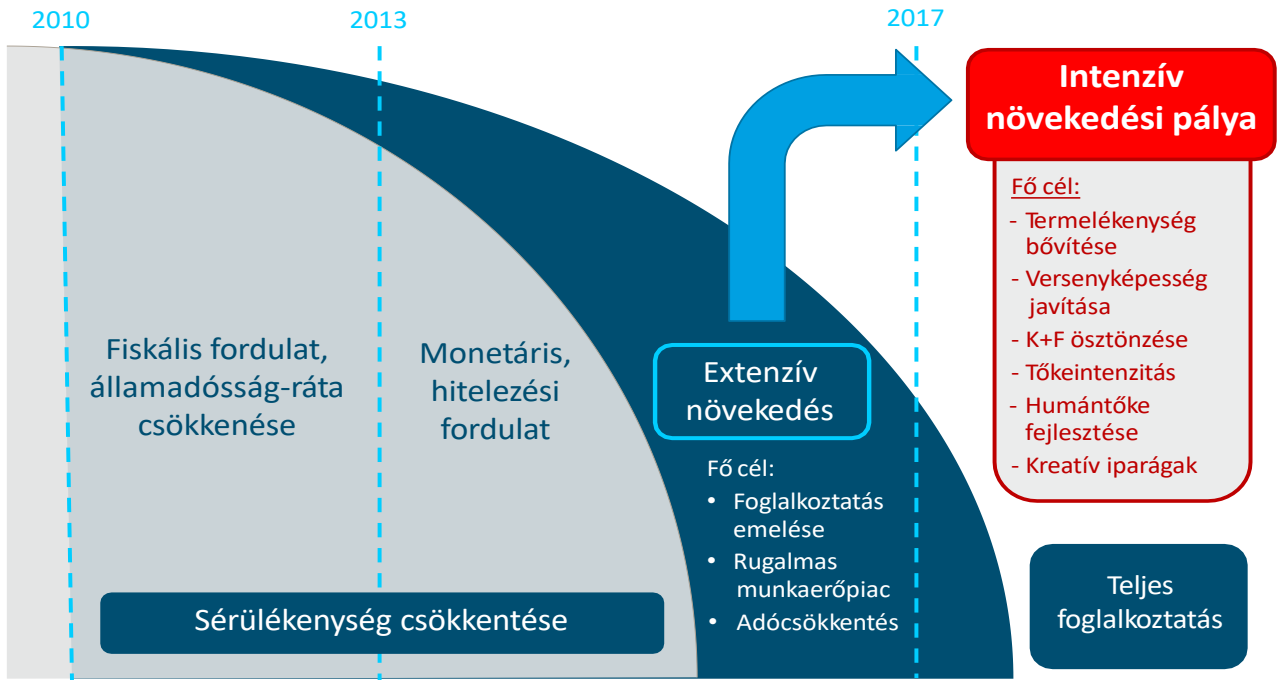 2010
2013
2017
Fiskális fordulat,
államadósság-ráta
csökkenése
Monetáris,
hitelezési
fordulat
Sérülékenység csökkentése
Extenzív
növekedés
Fő cél:
• Foglalkoztatás
emelése
• Rugalmas
munkaerőpiac
• Adócsökkentés
Intenzív
növekedési pálya
Fő cél:
- Termelékenység
bővítése
- Versenyképesség
javítása
- K+F ösztönzése
- Tőkeintenzitás
- Humántőke
fejlesztése
- Kreatív iparágak
Teljes
foglalkoztatás